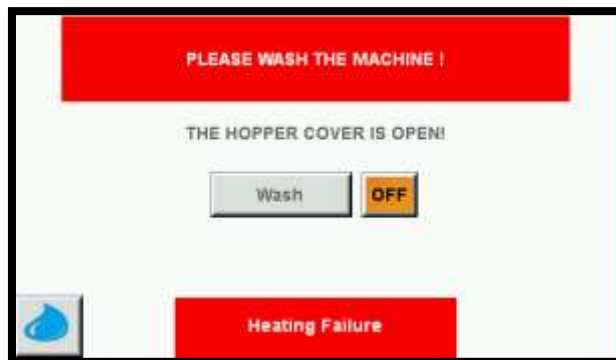 PLEASE WASH THE MACHINE !
THE HOPPER COVER IS OPEN!
Wash
OFF
Heating Failure